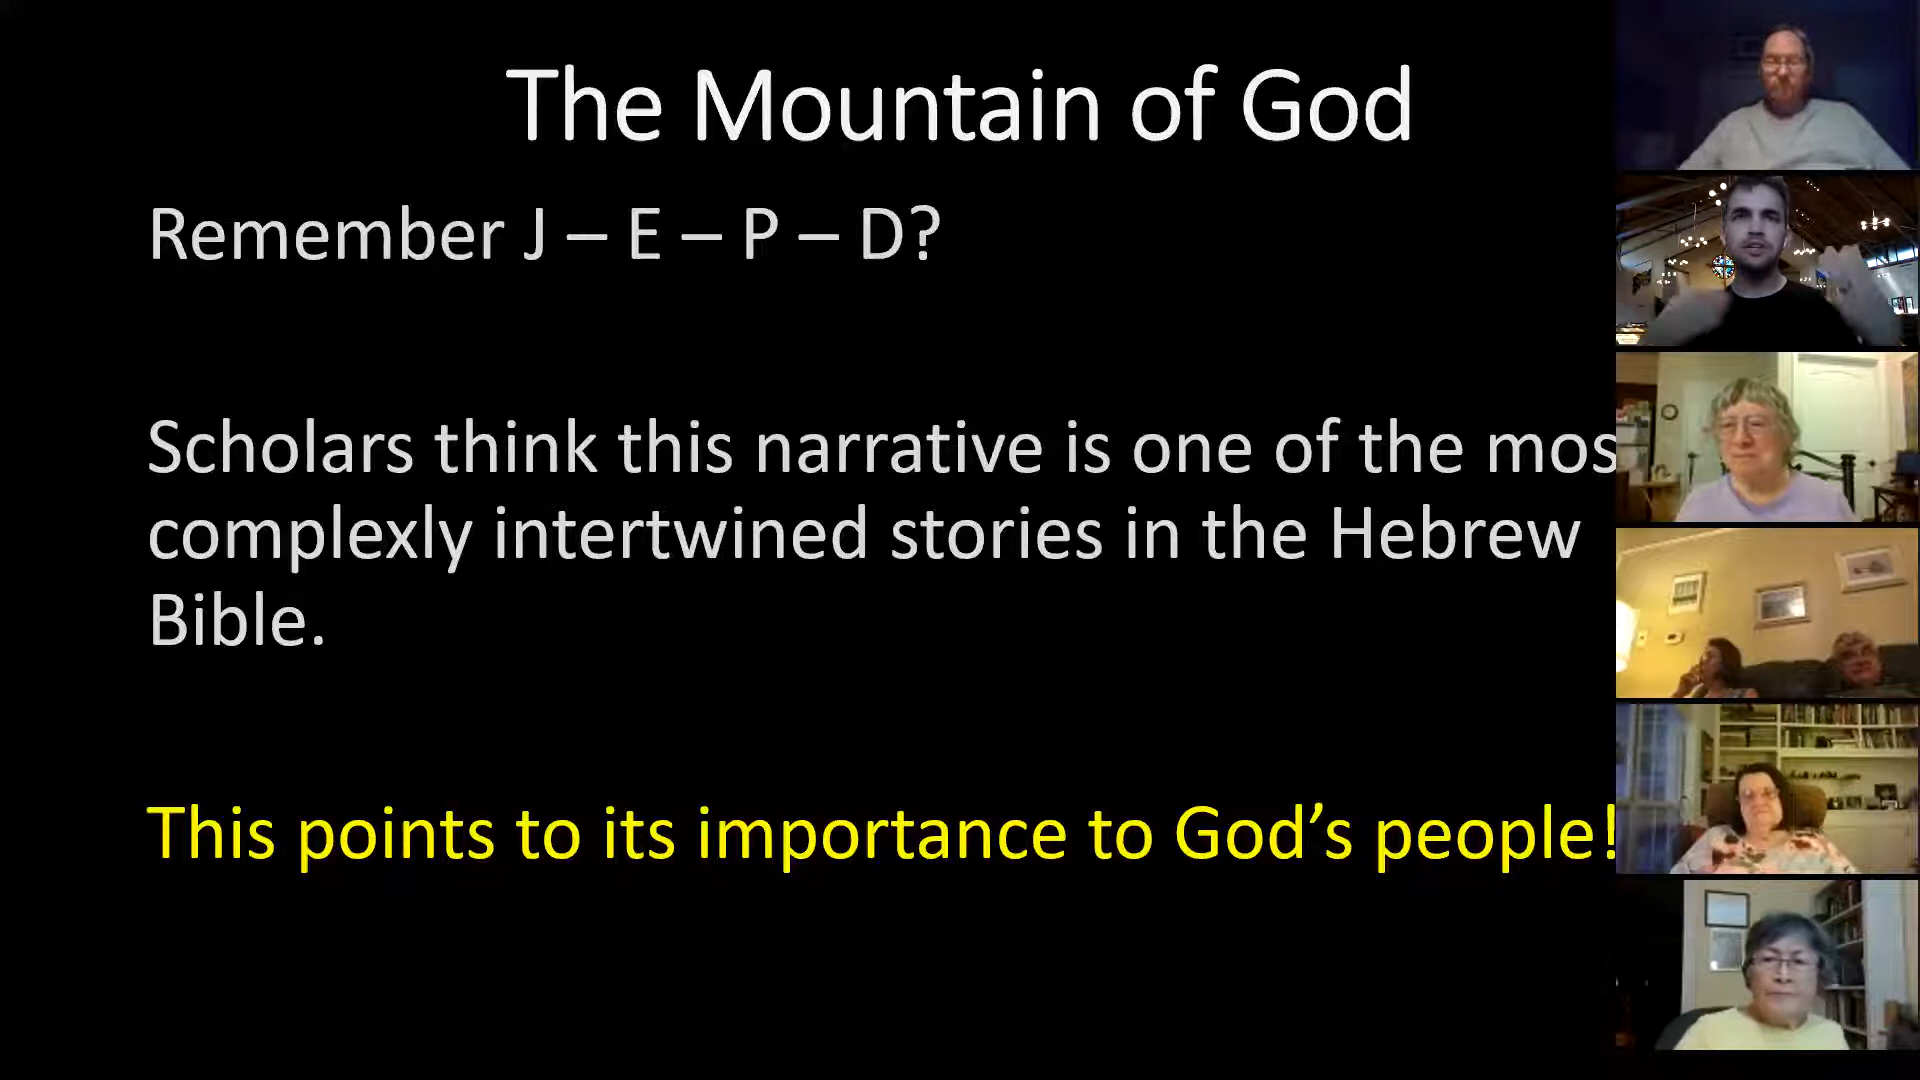 The Mountain of God
Remember J – E – P – D?
Scholars think this narrative is one of the mos
complexly intertwined stories in the Hebrew
Bible.
This points to its importance to God’s people!